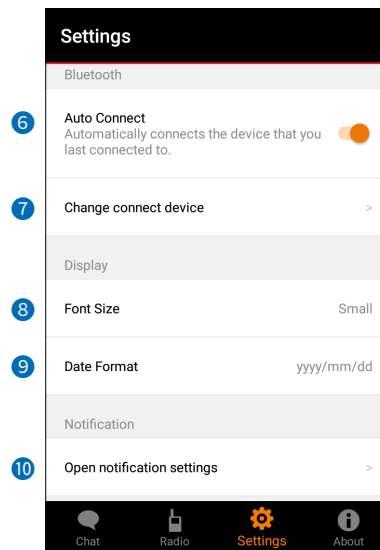 Settings
Bluetooth
6
Auto Connect
Automatically connects the device that you
last connected to.
7
Change connect device >
Display
8
Font Size Small
9
Date Format yyyy/mm/dd
Notification
10
Open notification settings >
Chat Radio Settings About